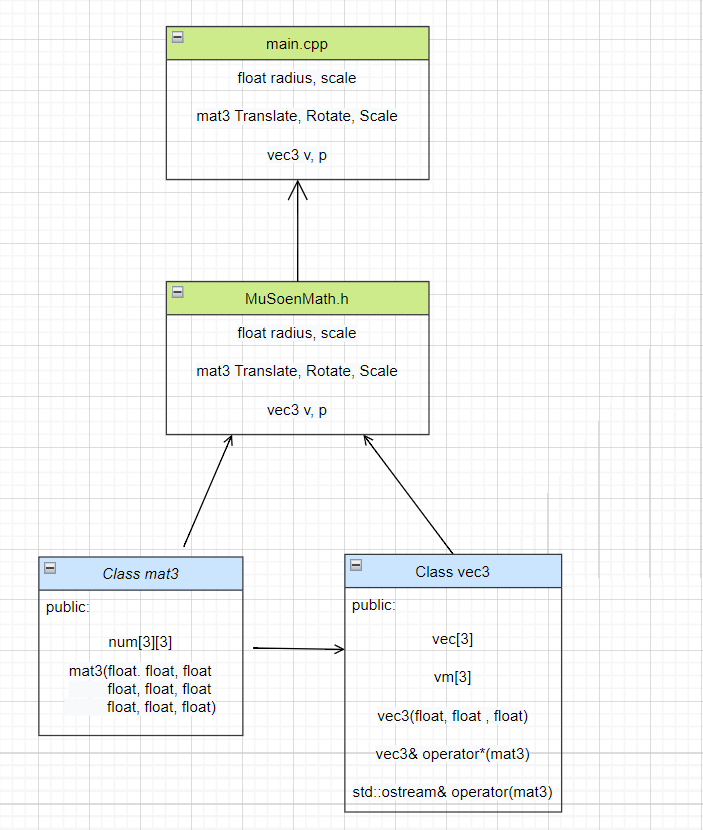 main.cpp
float radius, scale
mat3 Translate, Rotate, Scale
vec3 v, p
MuSoenMath.h
float radius, scale
mat3 Translate, Rotate, Scale
vec3 v, p
Class mat3
public:
num[3][3]
mat3(float. float, float
float, float, float
float, float, float)
Class vec3
public:
vec[3]
vm[3]
vec3(float, float , float)
vec3& operator*(mat3)
std::ostream& operator(mat3)